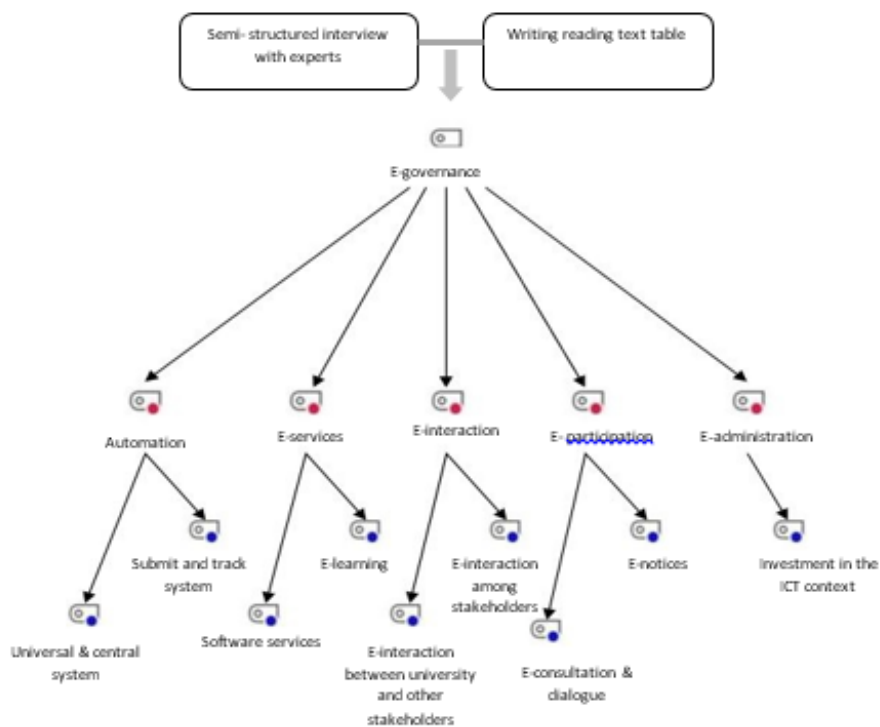 Semi- structured interview
with experts
Writing reading text table
E-governance
Automation
E-services
E-interaction
E- participation
E-administration
Submit and track
system
E-learning
E-interaction
among
stakeholders
E-notices
Investment in the
ICT context
Universal & central
system
Software services
E-interaction
between university
and other
stakeholders
E-consultation &
dialogue